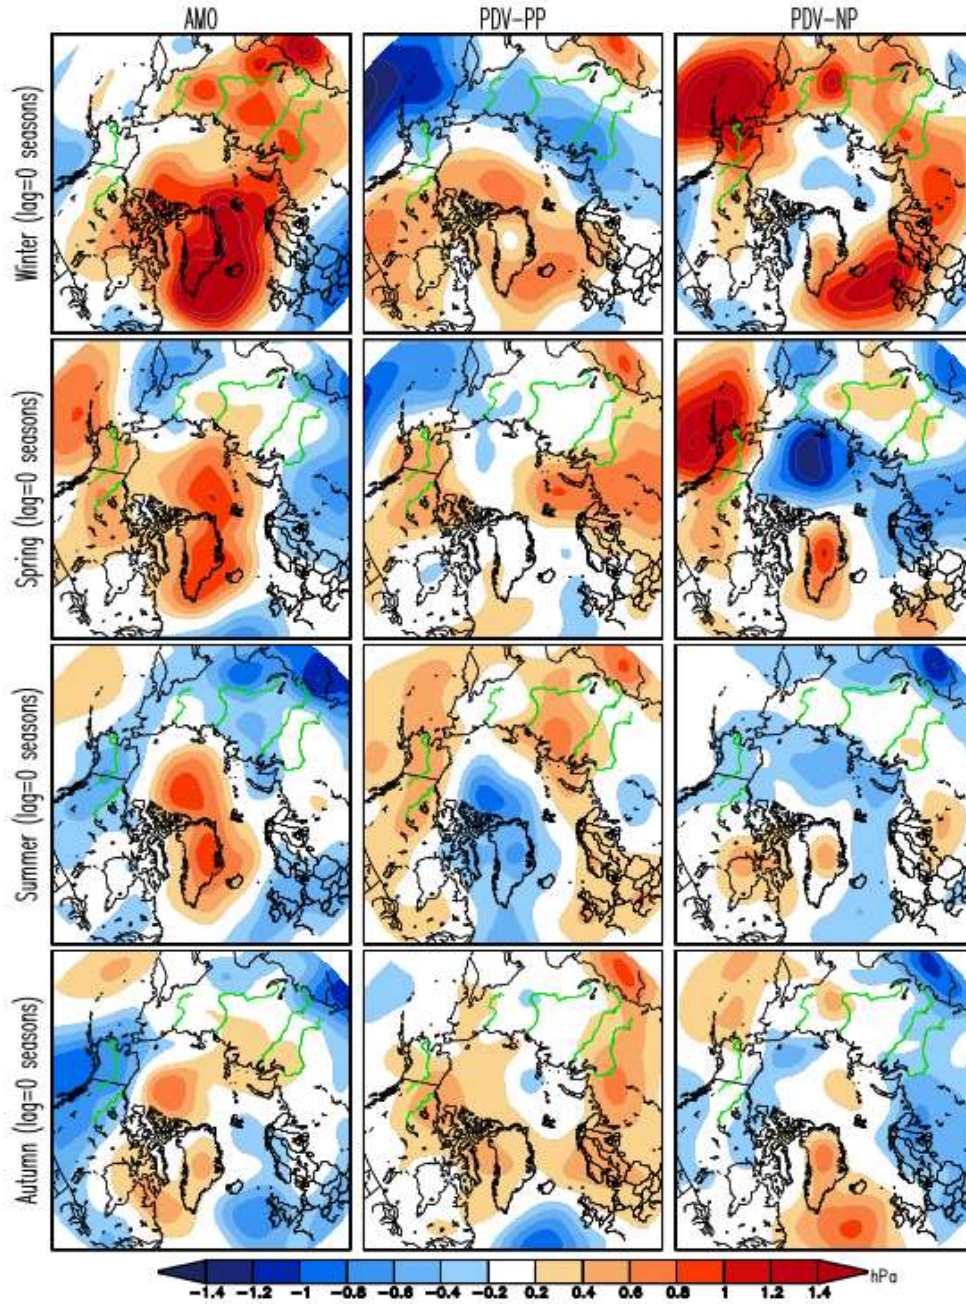 AMO PDV-PP PDV-NP
Winter (lag=0 seasons)
Spring (lag=0 seasons)
Summer (lag=0 seasons)
Autumn (lag=0 seasons)
-1.4 -1.2 -1 -0.8 -0.6 -0.4 -0.2 0.2 0.4 0.6 0.8 1 1.2 1.4 hPa